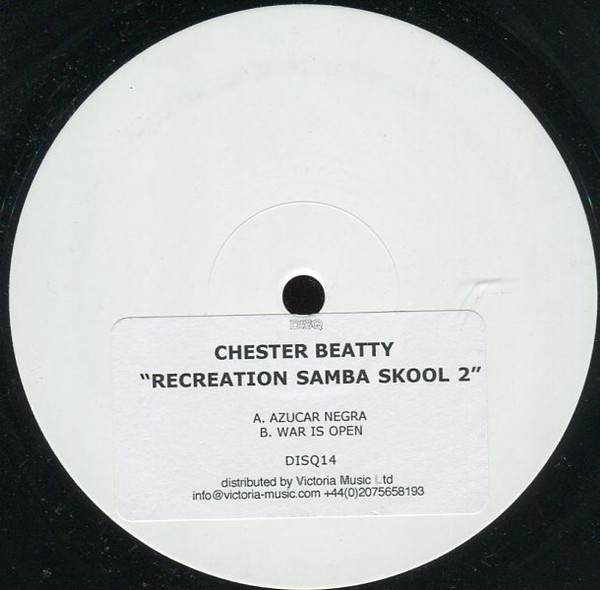 DISQ
CHESTER BEATTY
"RECREATION SAMBA SKOOL 2"
A. AZUCAR NEGRA
B. WAR IS OPEN
DISQ14
distributed by Victoria Music Ltd
info@victoria-music.com +44(0)2075658193